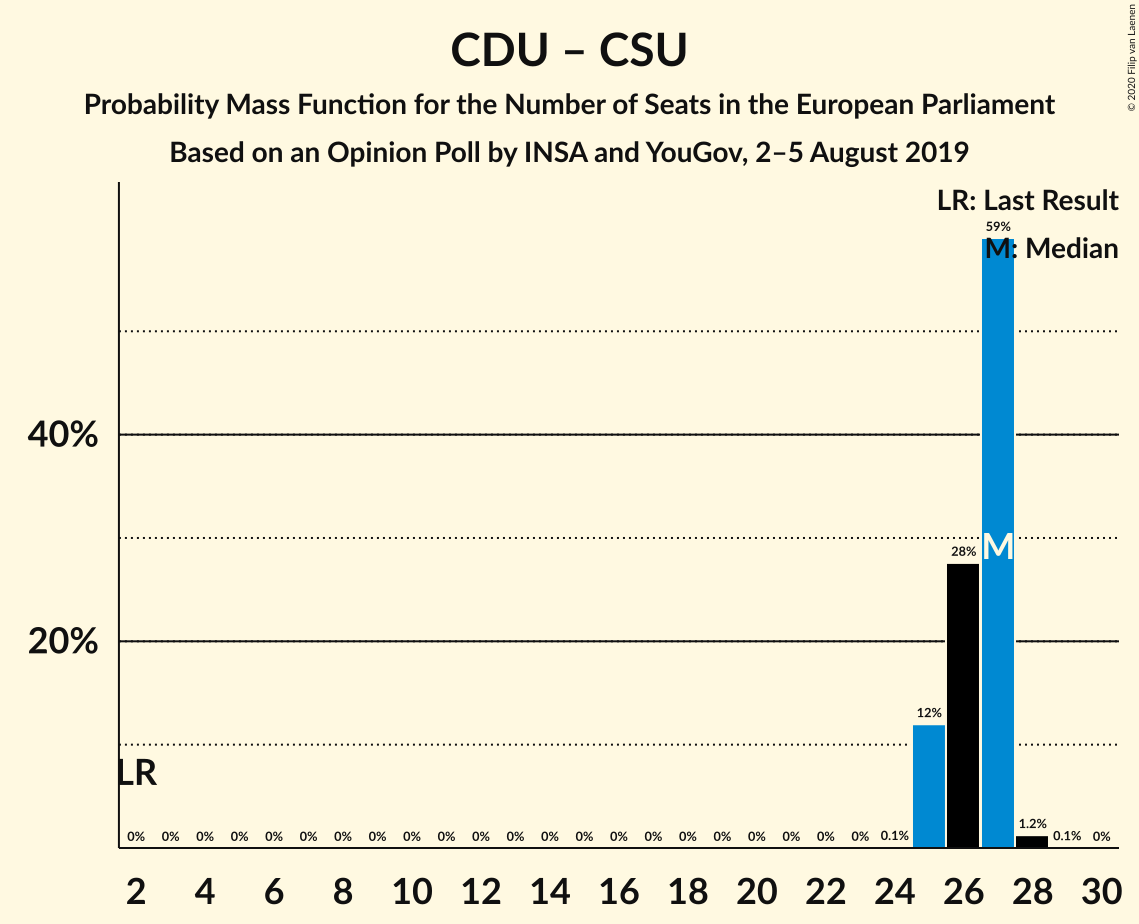 © 2020 Filip van Laenen
CDU – CSU
Probability Mass Function for the Number of Seats in the European Parliament
Based on an Opinion Poll by INSA and YouGov, 2–5 August 2019
LR: Last Result
59%
M: Median
40%
28%
M
20%
12%
LR
0% 0% 0% 0% 0% 0% 0% 0% 0% 0% 0% 0% 0% 0% 0% 0% 0% 0% 0% 0% 0% 0% 0.1% 1.2% 0.1% 0%
2 4 6 8 10 12 14 16 18 20 22 24 26 28 30